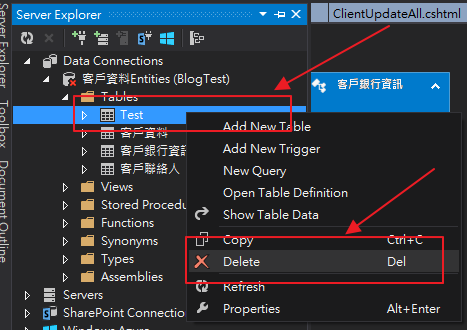 Server Explorer
Toolbox
Document Outline
Server Explorer
Data Connections
客戶資料Entities (BlogTest)
Tables
Test
客戶資料
客戶銀行資訊
客戶聯絡人
Views
Stored Procedu
Functions
Synonyms
Types
Assemblies
Servers
SharePoint Connection
ClientUpdateAll.cshtml
客戶銀行資訊
Add New Table
Add New Trigger
New Query
Open Table Definition
Show Table Data
Copy Ctrl+C
Delete Del
Refresh
Properties Alt+Enter